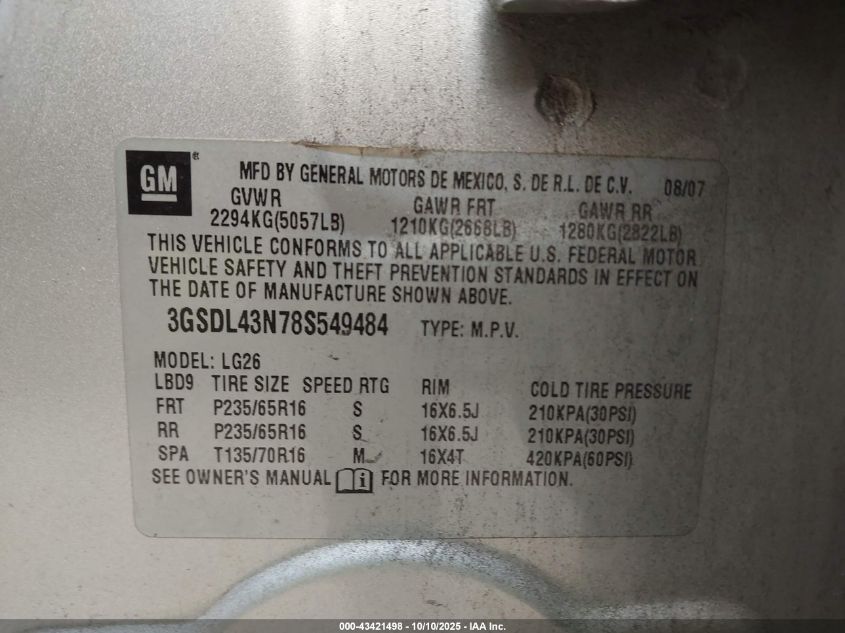 GM®
MFD BY GENERAL MOTORS DE MEXICO, S. DE R.L. DE C.V. 08/07
GVWR GAWR FRT GAWR RR
2294KG(5057LB) 1210KG(2668LB) 1280KG(2822LB)
THIS VEHICLE CONFORMS TO ALL APPLICABLE U.S. FEDERAL MOTOR
VEHICLE SAFETY AND THEFT PREVENTION STANDARDS IN EFFECT ON
THE DATE OF MANUFACTURE SHOWN ABOVE.
3GSDL43N78S549484 TYPE: M.P.V.
MODEL: LG26
LBD9 TIRE SIZE SPEED RTG RIM COLD TIRE PRESSURE
FRT P235/65R16 S 16X6.5J 210KPA(30PSI)
RR P235/65R16 S 16X6.5J 210KPA(30PSI)
SPA T135/70R16 M 16X4T 420KPA(60PSI)
SEE OWNER'S MANUAL i FOR MORE INFORMATION.
000-43421498 - 10/10/2025 - IAA Inc.